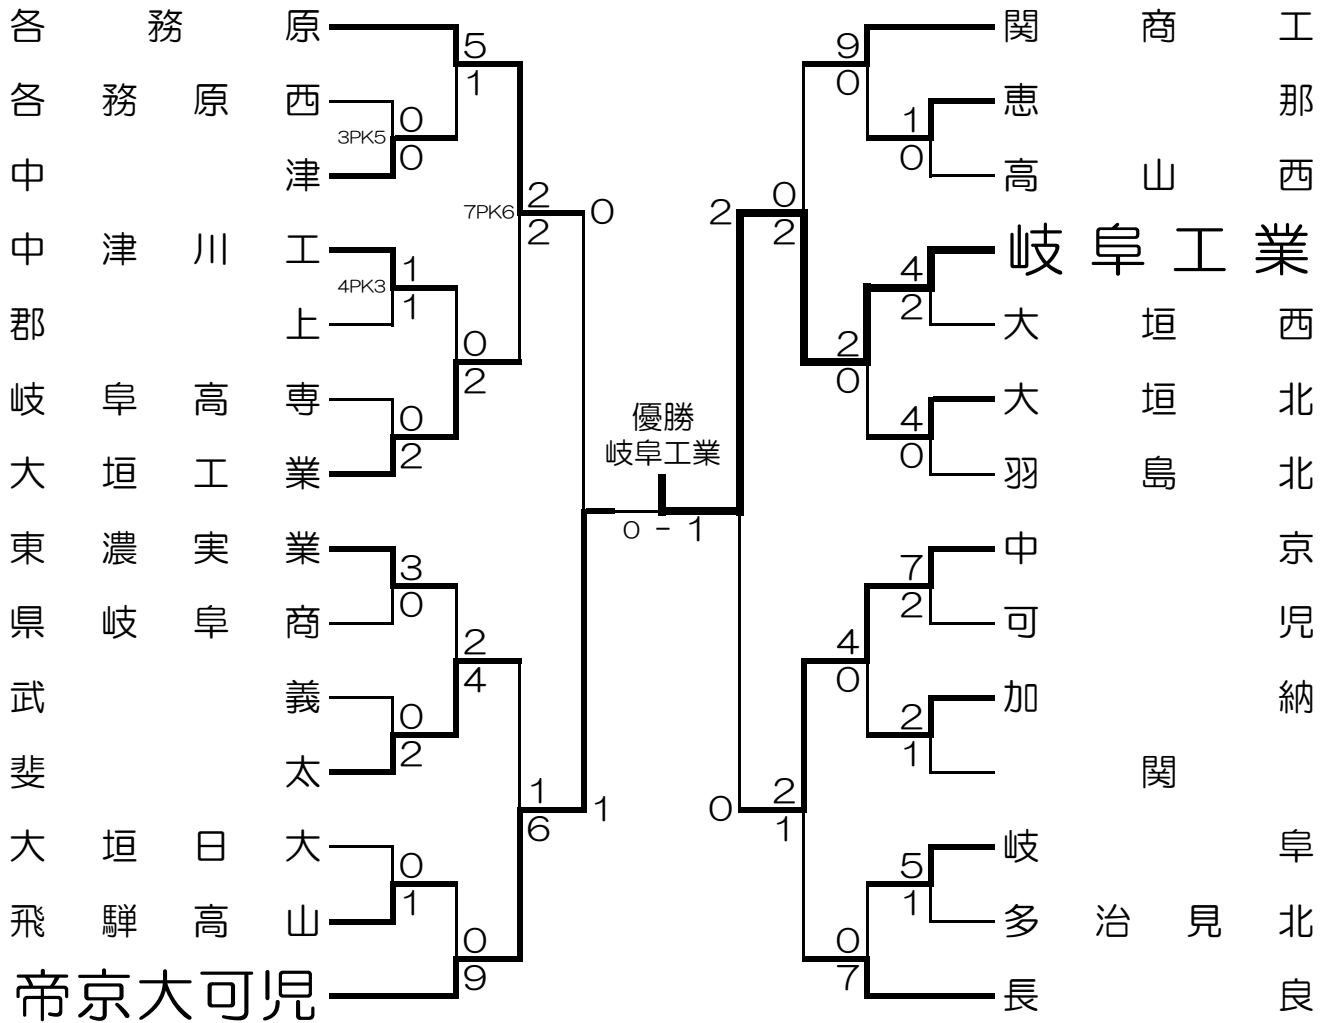 各務原
各務原西
中津
中津川工
郡上
岐阜高専
大垣工業
東濃実業
県岐阜商
武義
斐太
大垣日大
飛騨高山
帝京大可児
5
1
0
3PK5
0
1
4PK3
1
0
2
0
2
3
0
0
2
0
1
2
4
0
9
2
7PK6
2
1
6
0
1
優勝
岐阜工業
0 - 1
2
0
0
2
2
1
9
0
2
0
4
0
0
7
1
0
4
2
4
0
7
2
2
1
5
1
関商工
恵那
高山西
岐阜工業
大垣西
大垣北
羽島北
中京
可児
加納
関
岐阜
多治見北
長良